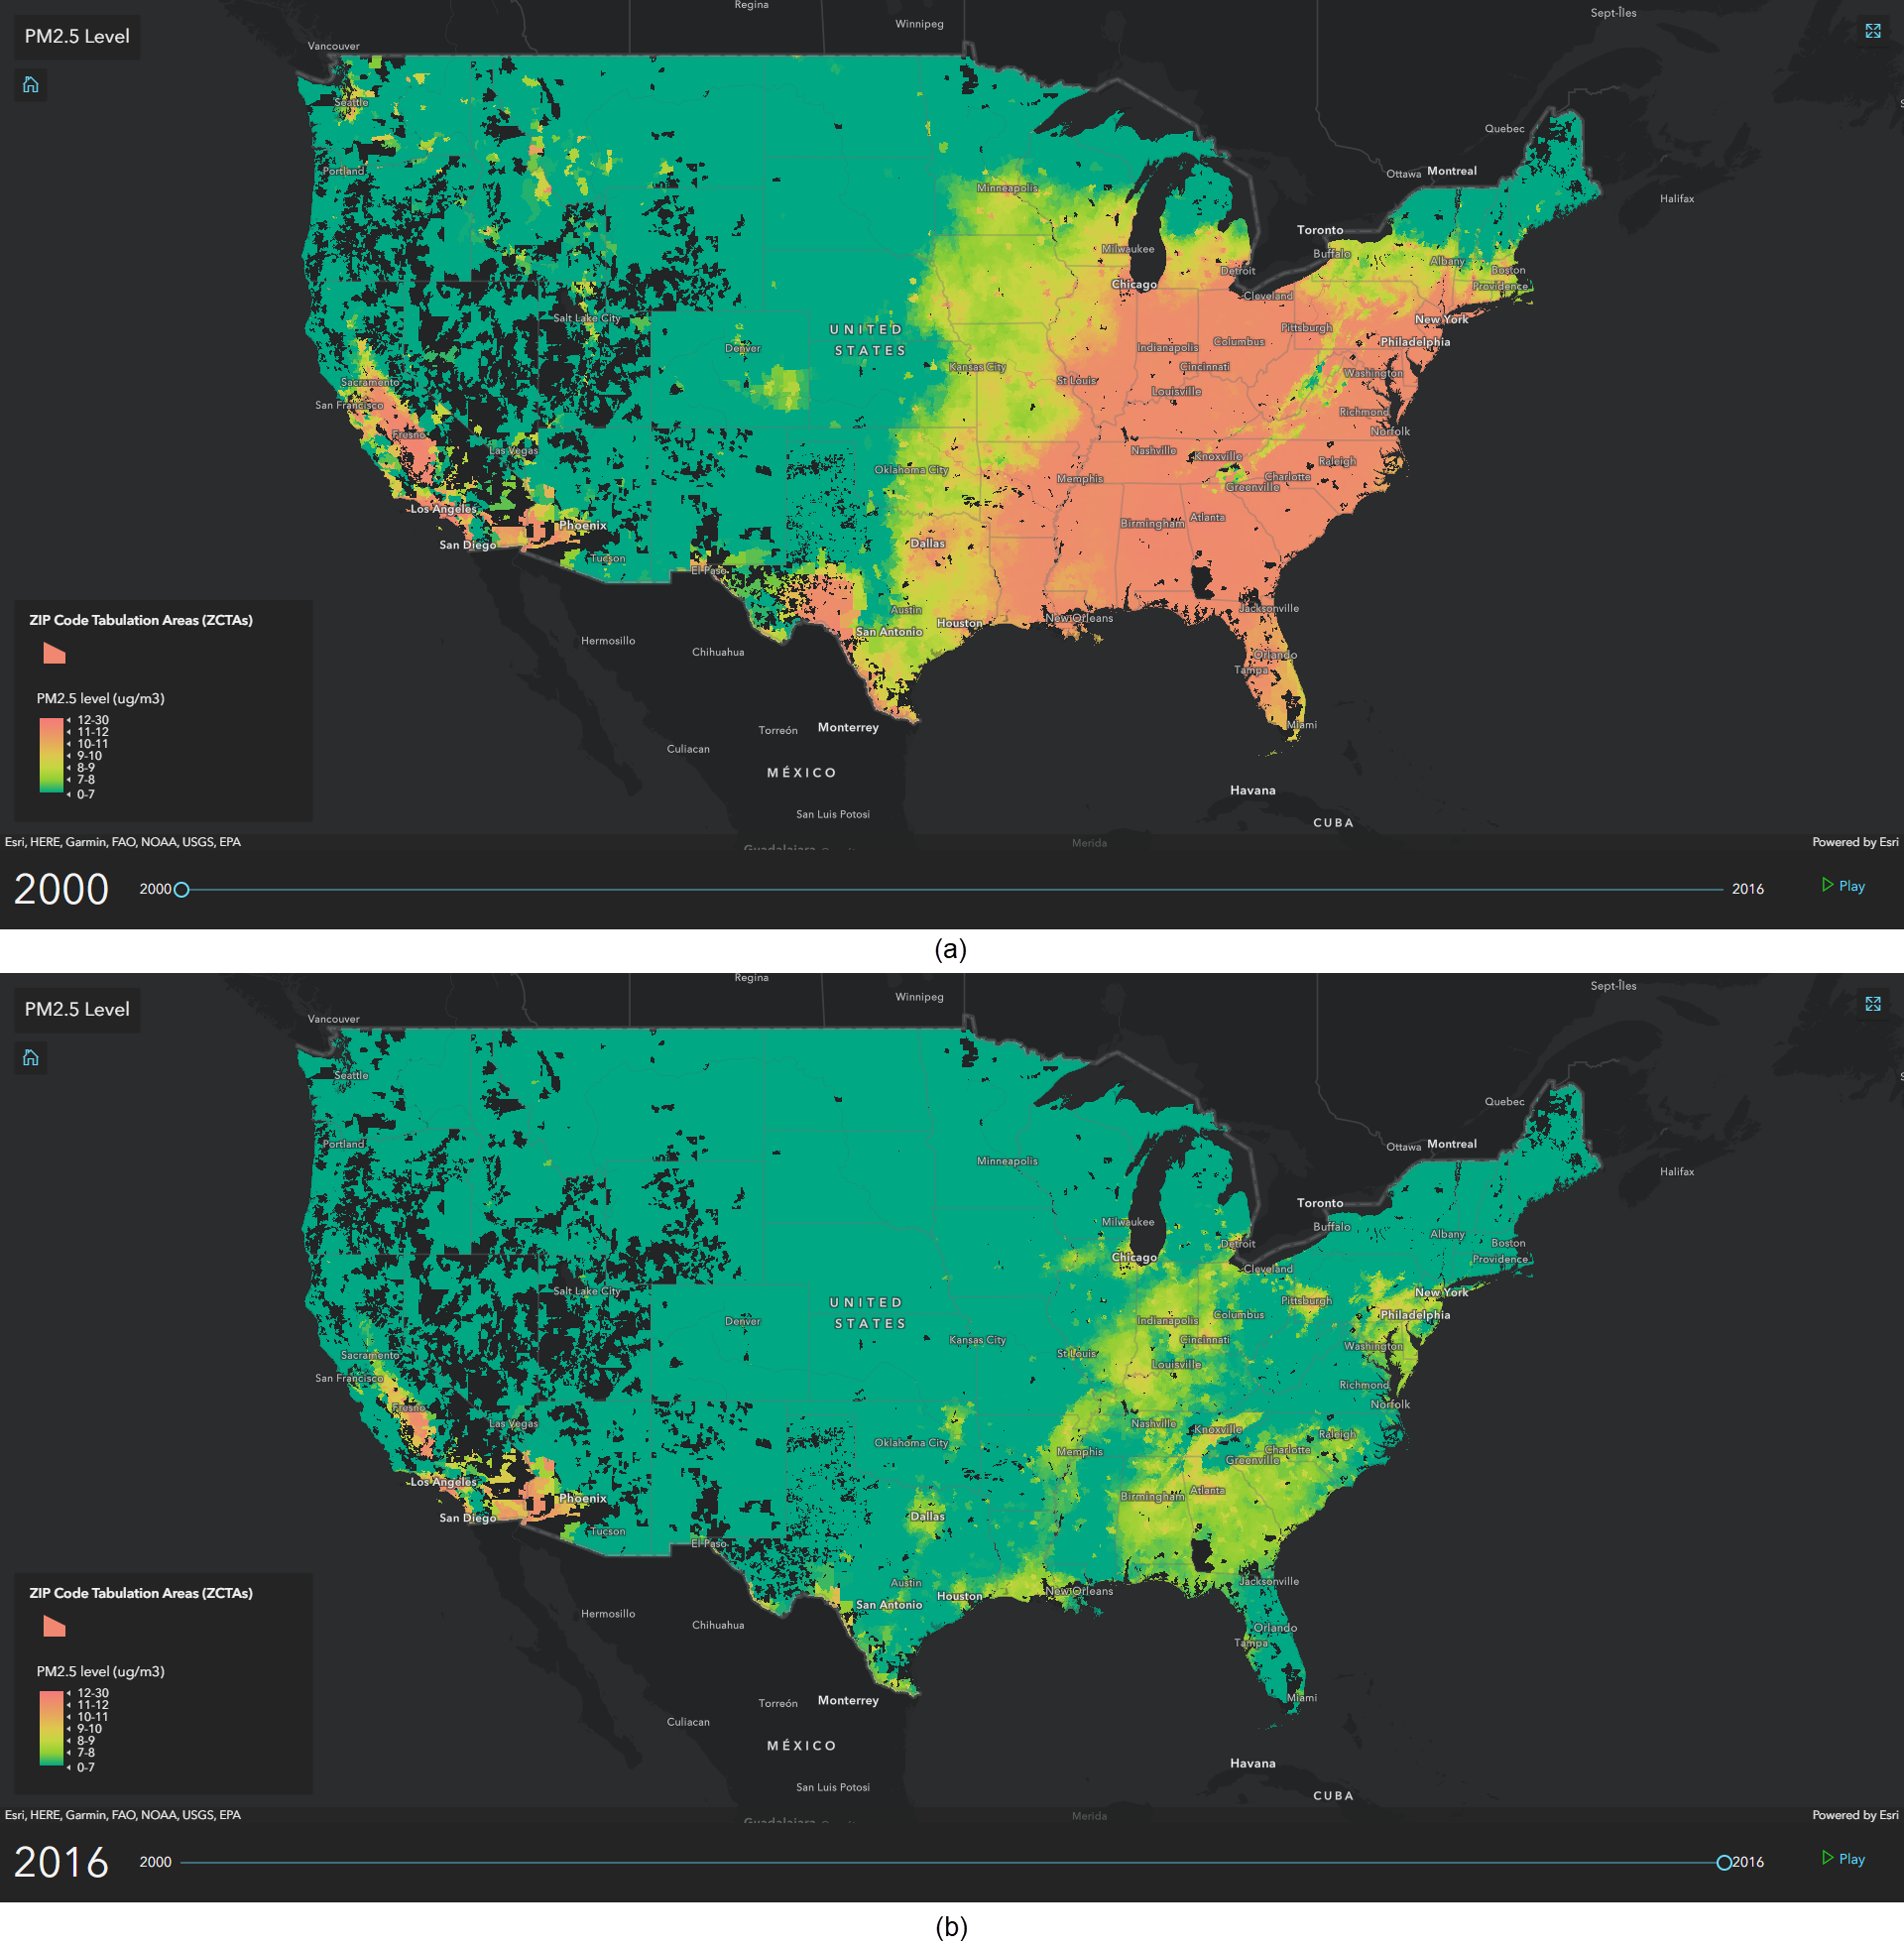 Regina
Sept-Îles
Winnipeg
PM2.5 Level
Vancouver
Seattle
Quebec
Portland
Ottawa
Montreal
Minneapolis
Halifax
Toronto
Milwaukee
Buffalo
Albany
Boston
Detroit
Chicago
Providence
Cleveland
Salt Lake City
UNITED
STATES
New York
Pittsburgh
Denver
Indianapolis
Columbus
Philadelphia
Kansas City
Cincinnati
Washington
Sacramento
St Louis
Louisville
San Francisco
Richmond
Fresno
Norfolk
Las Vegas
Nashville
Knoxville
Raleigh
Oklahoma City
Memphis
Charlotte
Greenville
Los Angeles
Phoenix
Birmingham
Atlanta
San Diego
Dallas
Tucson
El Paso
Austin
Jacksonville
ZIP Code Tabulation Areas (ZCTAs)
Houston
New Orleans
San Antonio
Hermosillo
Chihuahua
Orlando
Tampa
PM2.5 level (ug/m3)
12-30
11-12
10-11
9-10
8-9
7-8
0-7
Miami
Torreón
Monterrey
Culiacan
MÉXICO
Havana
San Luis Potosi
CUBA
Esri, HERE, Garmin, FAO, NOAA, USGS, EPA
Guadalajara
Merida
Powered by Esri
2000
2000
2016
Play
(a)
Regina
Sept-Îles
Winnipeg
PM2.5 Level
Vancouver
Seattle
Quebec
Portland
Ottawa
Montreal
Minneapolis
Halifax
Toronto
Milwaukee
Buffalo
Albany
Boston
Detroit
Chicago
Providence
Cleveland
Salt Lake City
UNITED
STATES
New York
Pittsburgh
Denver
Indianapolis
Columbus
Philadelphia
Kansas City
Cincinnati
Washington
Sacramento
St Louis
Louisville
San Francisco
Richmond
Fresno
Norfolk
Las Vegas
Nashville
Knoxville
Raleigh
Oklahoma City
Memphis
Charlotte
Greenville
Los Angeles
Phoenix
Birmingham
Atlanta
San Diego
Dallas
Tucson
El Paso
Austin
Jacksonville
ZIP Code Tabulation Areas (ZCTAs)
Houston
New Orleans
San Antonio
Hermosillo
Chihuahua
Orlando
Tampa
PM2.5 level (ug/m3)
12-30
11-12
10-11
9-10
8-9
7-8
0-7
Miami
Torreón
Monterrey
Culiacan
MÉXICO
Havana
San Luis Potosi
CUBA
Esri, HERE, Garmin, FAO, NOAA, USGS, EPA
Guadalajara
Merida
Powered by Esri
2016
2000
2016
Play
(b)